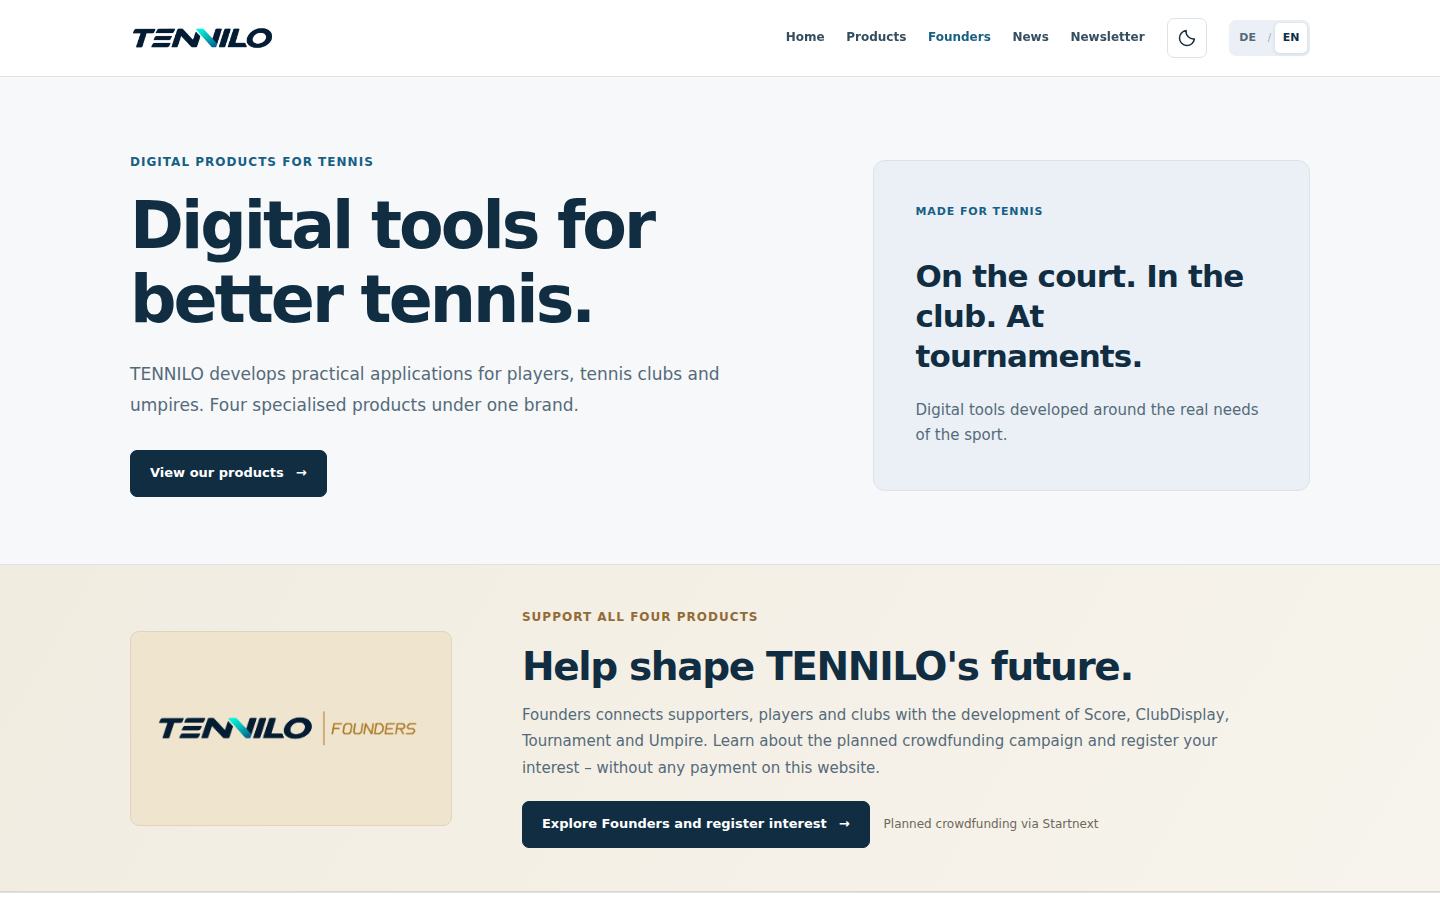 TENNILO
Home
Products
Founders
News
Newsletter
DE / EN
DIGITAL PRODUCTS FOR TENNIS
Digital tools for
better tennis.
TENNILO develops practical applications for players, tennis clubs and
umpires. Four specialised products under one brand.
View our products →
MADE FOR TENNIS
On the court. In the
club. At
tournaments.
Digital tools developed around the real needs
of the sport.
TENNILO | FOUNDERS
SUPPORT ALL FOUR PRODUCTS
Help shape TENNILO's future.
Founders connects supporters, players and clubs with the development of Score, ClubDisplay,
Tournament and Umpire. Learn about the planned crowdfunding campaign and register your
interest – without any payment on this website.
Explore Founders and register interest →
Planned crowdfunding via Startnext